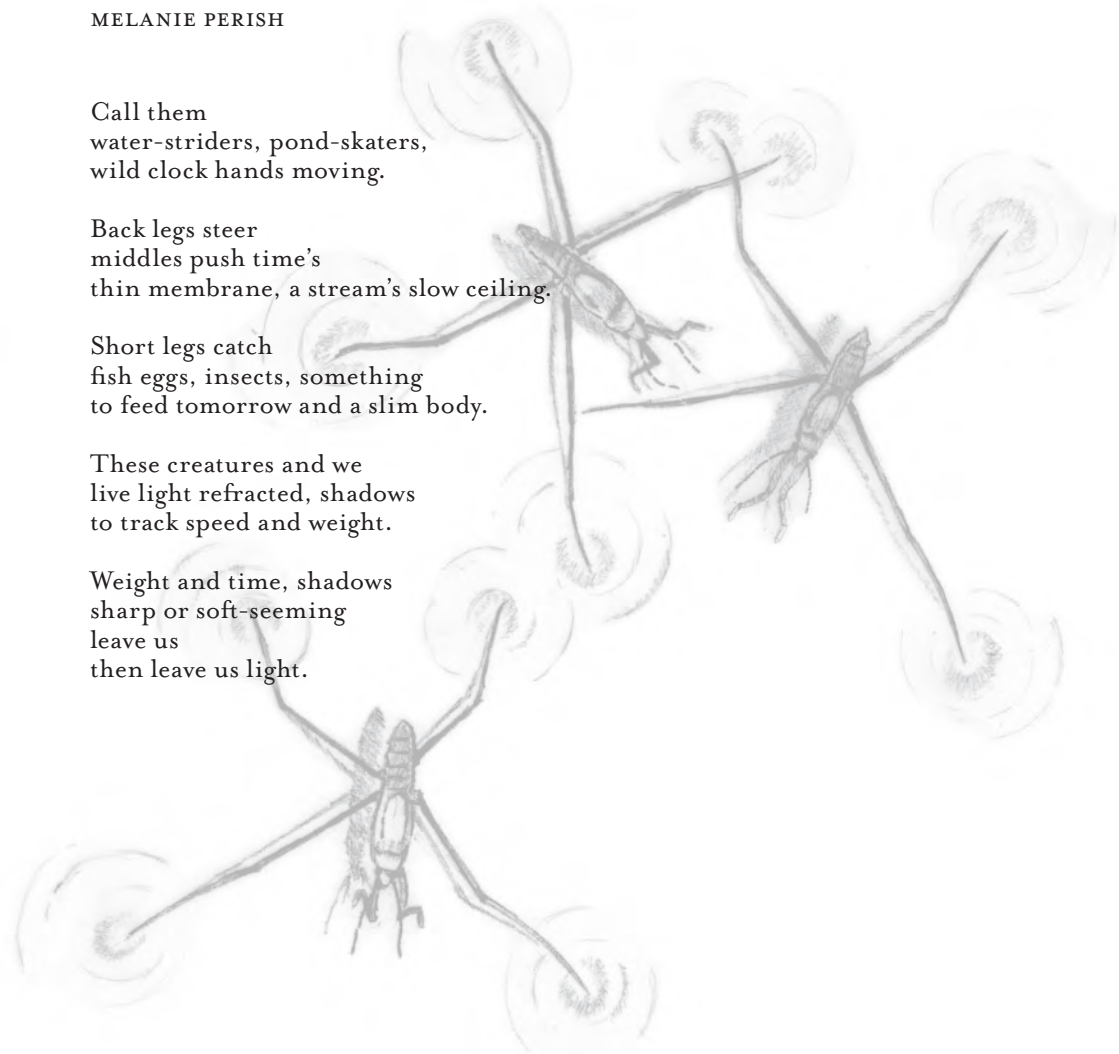 MELANIE PERISH
Call them
water-striders, pond-skaters,
wild clock hands moving.
Back legs steer
middles push time’s
thin membrane, a stream’s slow ceiling.
Short legs catch
fish eggs, insects, something
to feed tomorrow and a slim body.
These creatures and we
live light refracted, shadows
to track speed and weight.
Weight and time, shadows
sharp or soft-seeming
leave us
then leave us light.